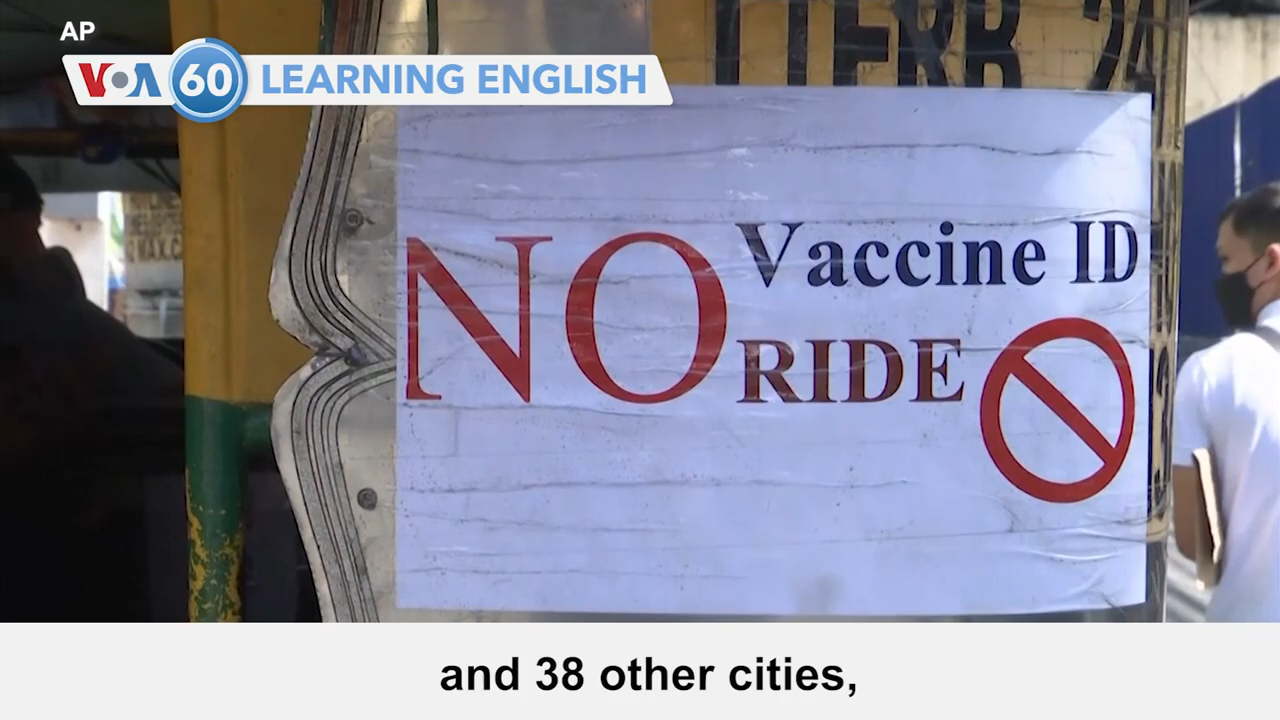 AP
VOA 60 LEARNING ENGLISH
NO Vaccine ID
RIDE
and 38 other cities,